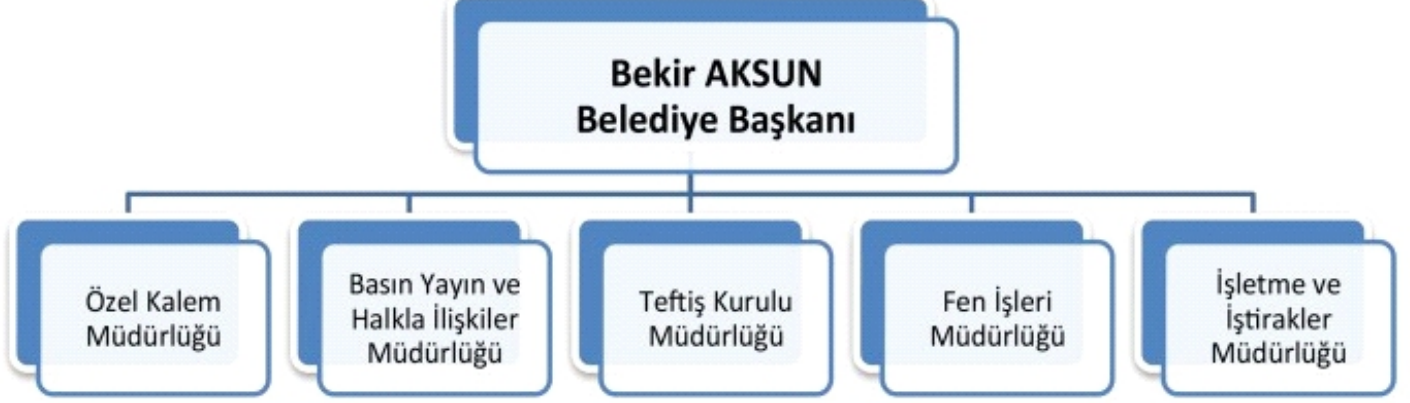 Bekir AKSUN
Belediye Başkanı
Özel Kalem
Müdürlüğü
Basın Yayın ve
Halkla İlişkiler
Müdürlüğü
Teftiş Kurulu
Müdürlüğü
Fen İşleri
Müdürlüğü
İşletme ve
İştirakler
Müdürlüğü